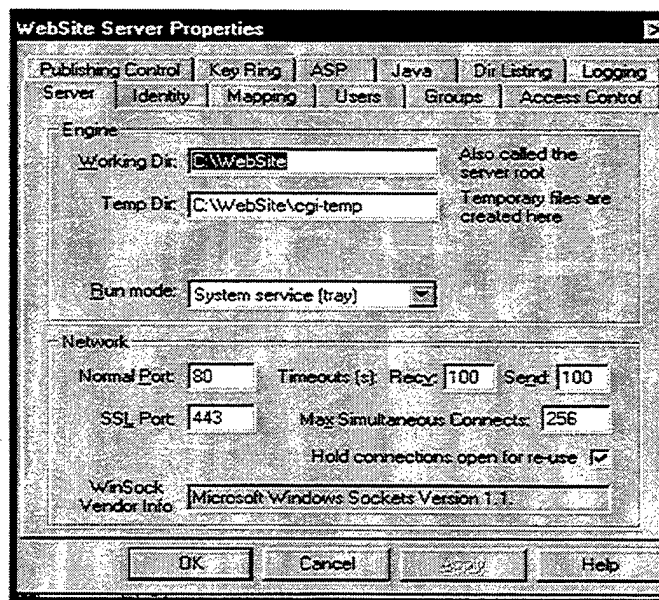 WebSite Server Properties
Publishing Control Key Ring ASP Java Dir Listing Logging
Server Identity Mapping Users Groups Access Control
Engine
Working Dir: C:\WebSite Also called the
server root
Temp Dir: C:\WebSite\cgi-temp Temporary files are
created here
Run mode: System service (tray)
Network
Normal Port: 80 Timeouts (s): Recv: 100 Send: 100
SSL Port: 443 Max Simultaneous Connects: 256
Hold connections open for re-use
WinSock
Vendor Info: Microsoft Windows Sockets Version 1.1.
OK Cancel Apply Help